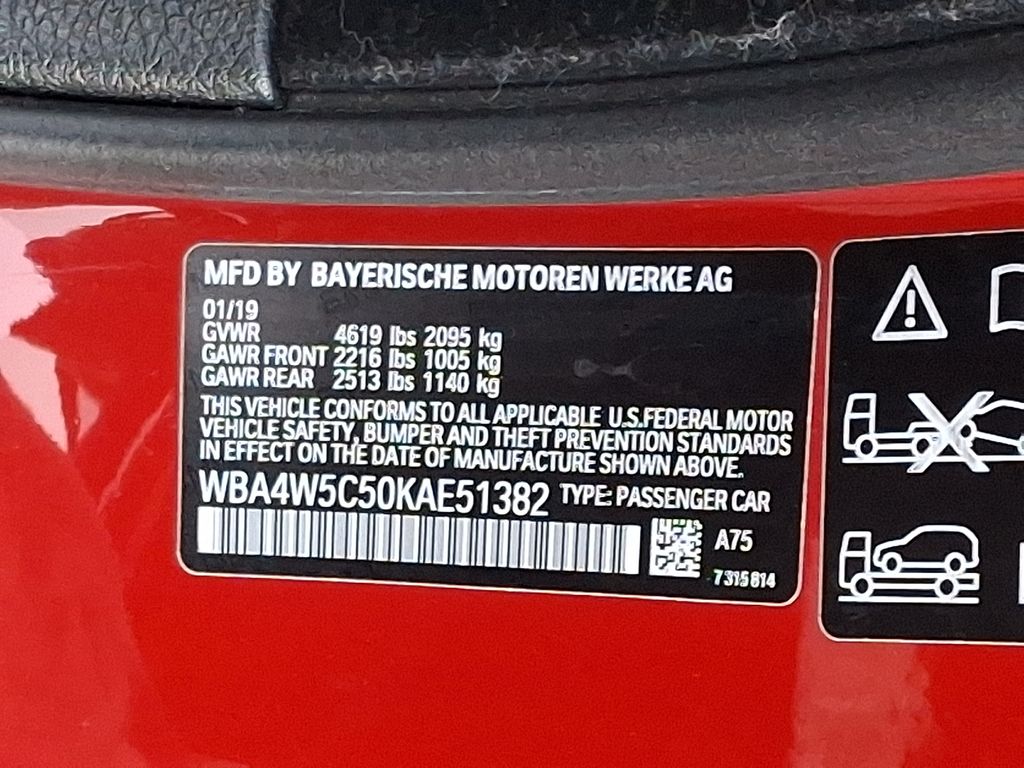 MFD BY BAYERISCHE MOTOREN WERKE AG
01/19
GVWR 4619 lbs 2095 kg
GAWR FRONT 2216 lbs 1005 kg
GAWR REAR 2513 lbs 1140 kg
THIS VEHICLE CONFORMS TO ALL APPLICABLE U.S.FEDERAL MOTOR
VEHICLE SAFETY, BUMPER AND THEFT PREVENTION STANDARDS
IN EFFECT ON THE DATE OF MANUFACTURE SHOWN ABOVE.
WBA4W5C50KAE51382 TYPE: PASSENGER CAR
A75
7315814